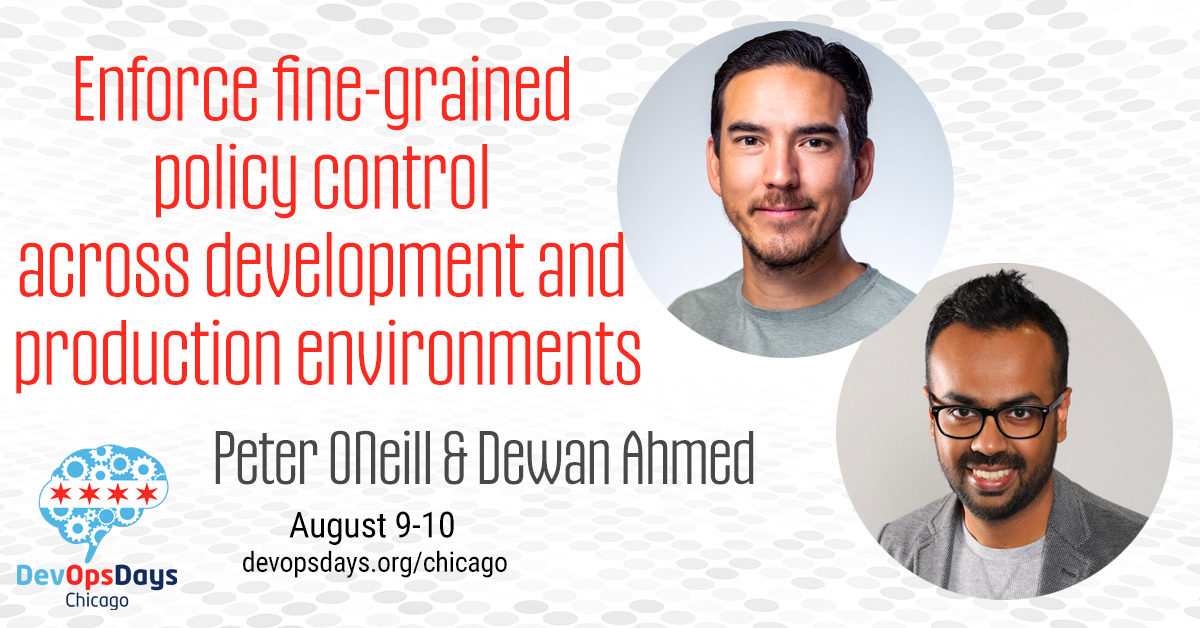 Enforce fine-grained
policy control
across development and
production environments
Peter ONeill & Dewan Ahmed
August 9-10
devopsdays.org/chicago
DevOpsDays
Chicago